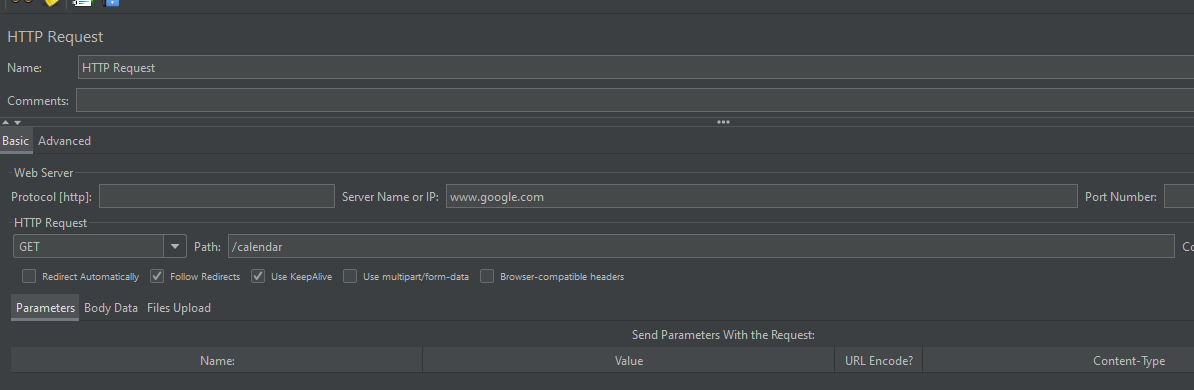 HTTP Request
Name: HTTP Request
Comments:
Basic Advanced
Web Server
Protocol [http]: Server Name or IP: www.google.com Port Number:
HTTP Request
GET Path: /calendar Co
Redirect Automatically Follow Redirects Use KeepAlive Use multipart/form-data Browser-compatible headers
Parameters Body Data Files Upload
Send Parameters With the Request:
Name: Value URL Encode? Content-Type